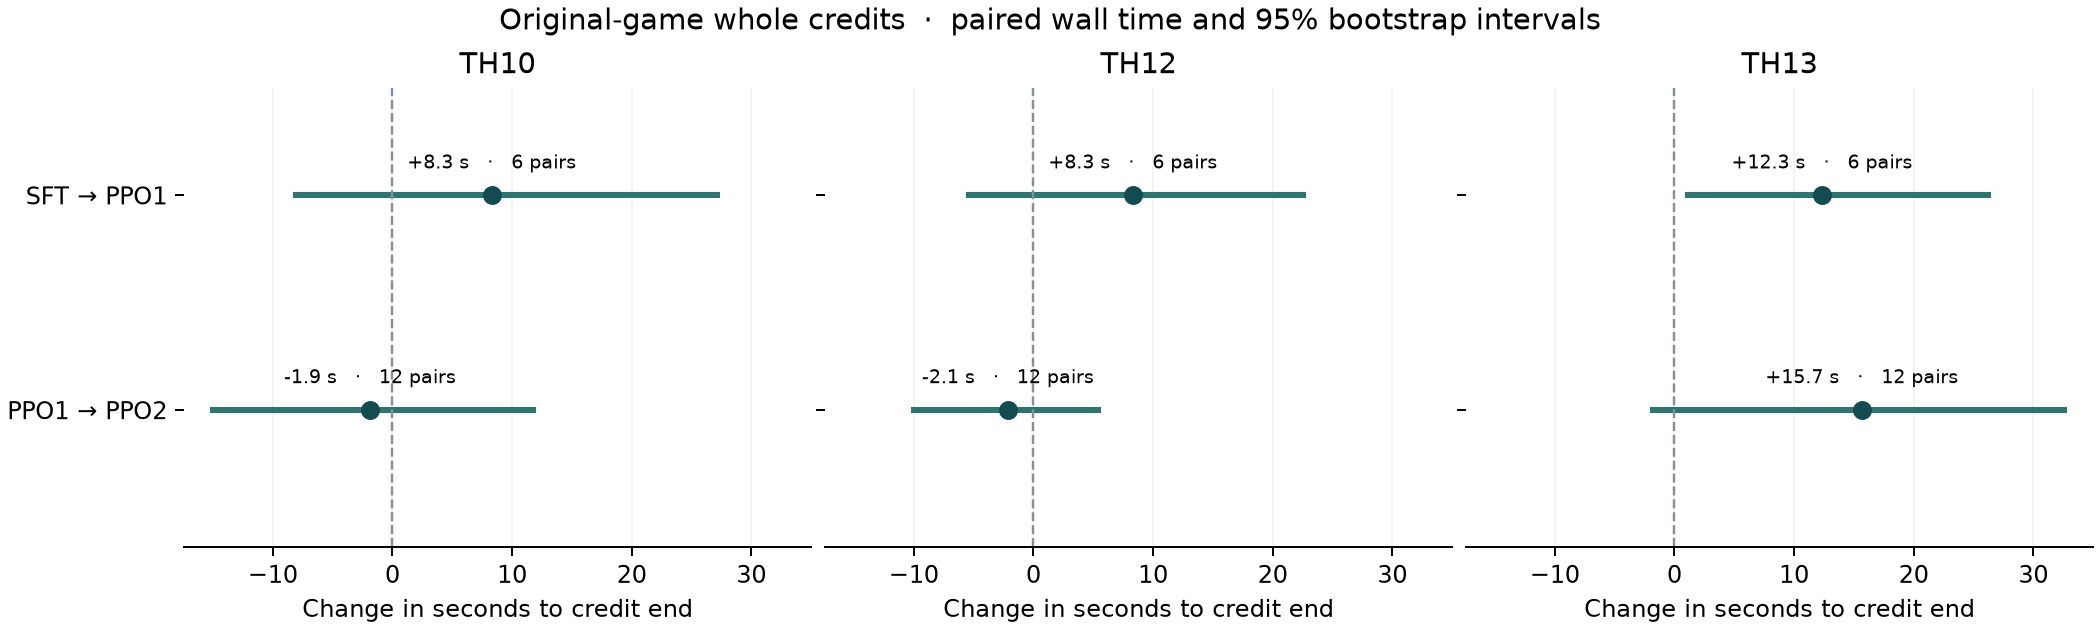 Original-game whole credits · paired wall time and 95% bootstrap intervals
TH10
TH12
TH13
SFT → PPO1
+8.3 s · 6 pairs
+8.3 s · 6 pairs
+12.3 s · 6 pairs
PPO1 → PPO2
-1.9 s · 12 pairs
-2.1 s · 12 pairs
+15.7 s · 12 pairs
−10 0 10 20 30
−10 0 10 20 30
−10 0 10 20 30
Change in seconds to credit end
Change in seconds to credit end
Change in seconds to credit end